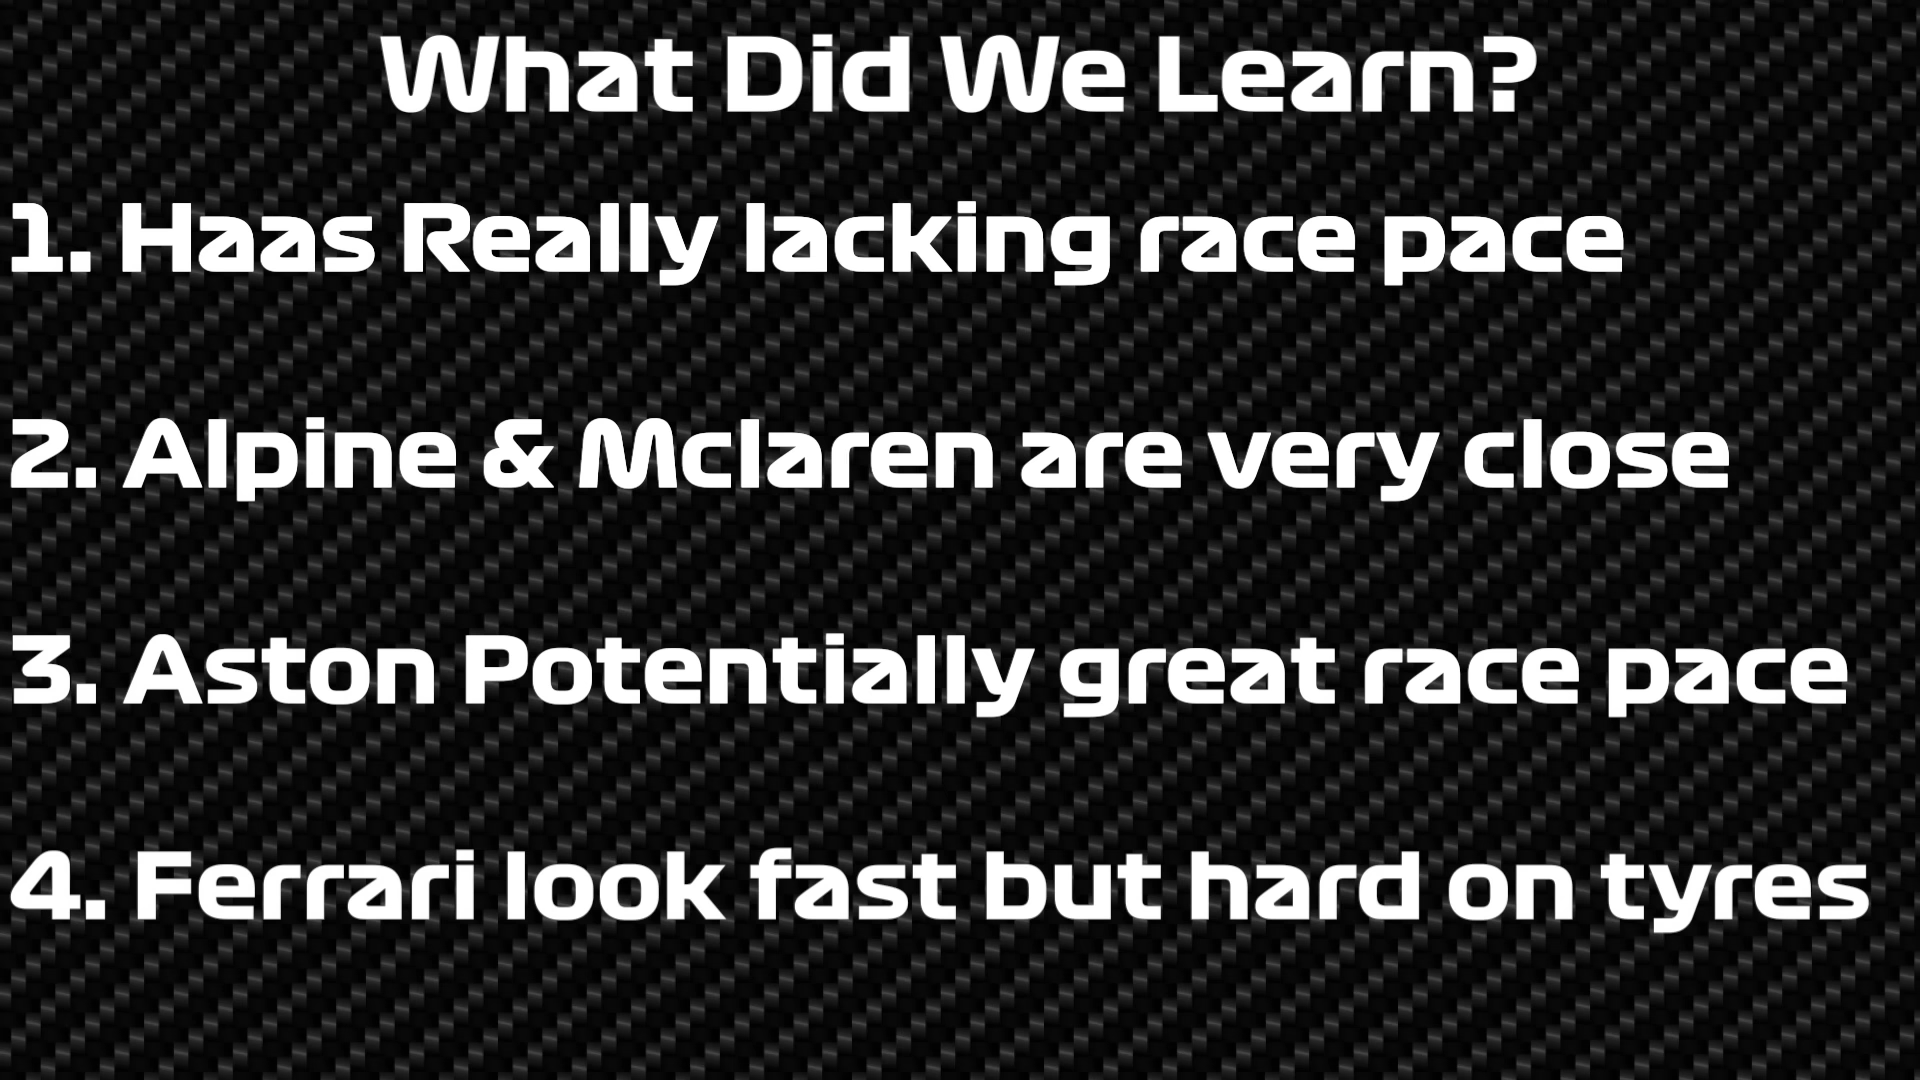 What Did We Learn?
1. Haas Really lacking race pace
2. Alpine & Mclaren are very close
3. Aston Potentially great race pace
4. Ferrari look fast but hard on tyres